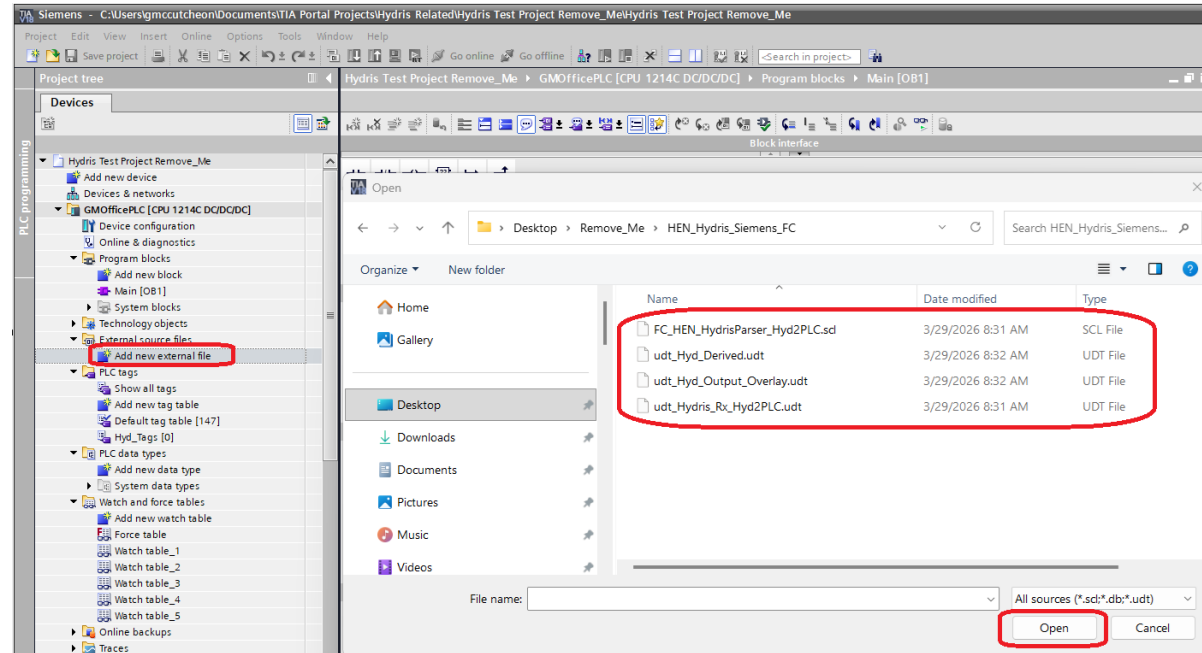 Siemens - C:\Users\gmccutcheon\Documents\TIA Portal Projects\Hydris Related\Hydris Test Project Remove_Me\Hydris Test Project Remove_Me
Project Edit View Insert Online Options Tools Window Help
Save project Go online Go offline <Search in project>
Project tree
Hydris Test Project Remove_Me GMOfficePLC [CPU 1214C DC/DC/DC] Program blocks Main [OB1]
Devices
Block interface
PLC programming
Hydris Test Project Remove_Me
Add new device
Devices & networks
GMOfficePLC [CPU 1214C DC/DC/DC]
Device configuration
Online & diagnostics
Program blocks
Add new block
Main [OB1]
System blocks
Technology objects
External source files
Add new external file
PLC tags
Show all tags
Add new tag table
Default tag table [147]
Hyd_Tags [0]
PLC data types
Add new data type
System data types
Watch and force tables
Add new watch table
Force table
Watch table_1
Watch table_2
Watch table_3
Watch table_4
Watch table_5
Online backups
Traces
Open
Desktop Remove_Me HEN_Hydris_Siemens_FC
Search HEN_Hydris_Siemens...
Organize New folder
Home
Gallery
Desktop
Downloads
Documents
Pictures
Music
Videos
Name Date modified Type
FC_HEN_HydrisParser_Hyd2PLC.scl 3/29/2026 8:31 AM SCL File
udt_Hyd_Derived.udt 3/29/2026 8:32 AM UDT File
udt_Hyd_Output_Overlay.udt 3/29/2026 8:32 AM UDT File
udt_Hydris_Rx_Hyd2PLC.udt 3/29/2026 8:31 AM UDT File
File name: All sources (*.scl;*.db;*.udt)
Open Cancel